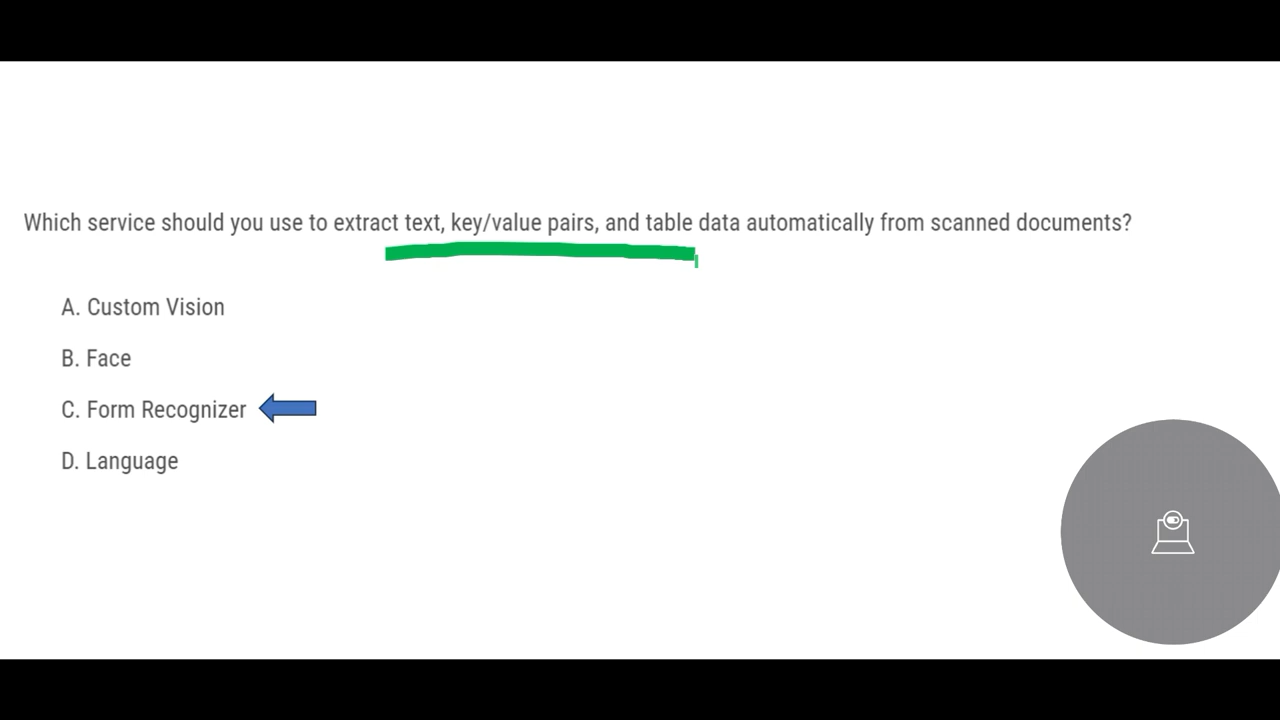 Which service should you use to extract text, key/value pairs, and table data automatically from scanned documents?
A. Custom Vision
B. Face
C. Form Recognizer
D. Language